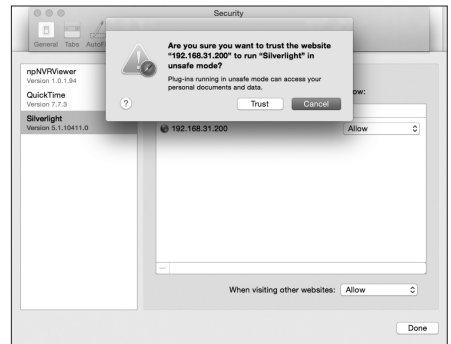 Security
General Tabs AutoF
Are you sure you want to trust the website
“192.168.31.200” to run “Silverlight” in
unsafe mode?
Plug-ins running in unsafe mode can access your
personal documents and data.
?
Trust
Cancel
npNVRViewer
Version 1.0.1.94
QuickTime
Version 7.7.3
Silverlight
Version 5.1.10411.0
ow:
192.168.31.200
Allow
When visiting other websites:
Allow
Done